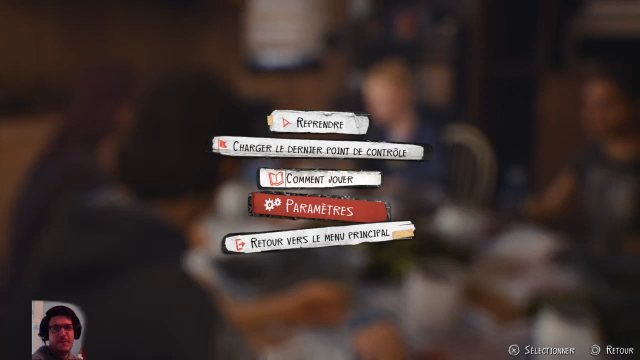 Reprendre
Charger le dernier point de contrôle
Comment jouer
Paramètres
Retour vers le menu principal
Sélectionner Retour